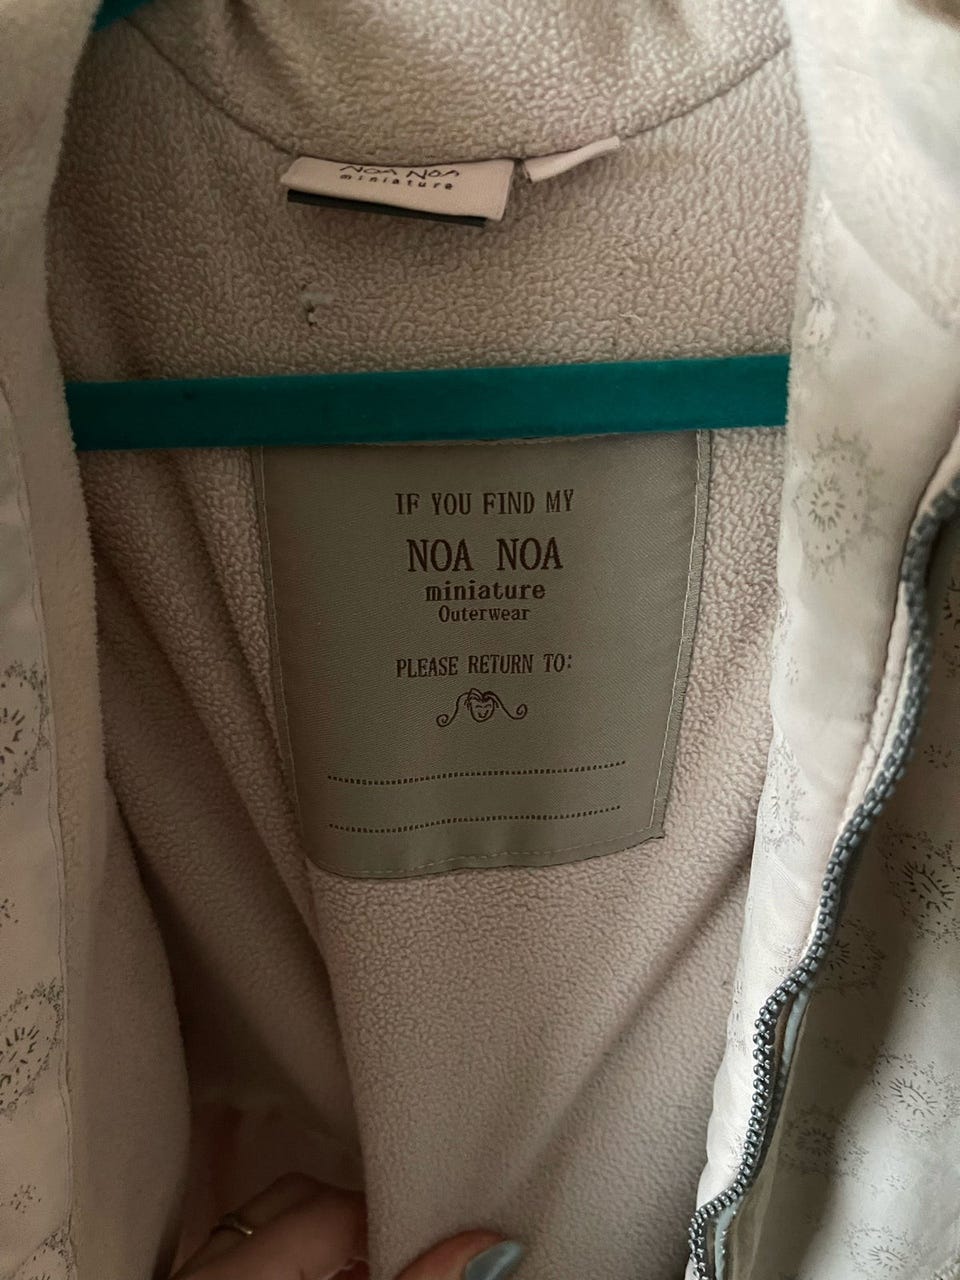 NOA NOA
miniature
IF YOU FIND MY
NOA NOA
miniature
Outerwear
PLEASE RETURN TO: